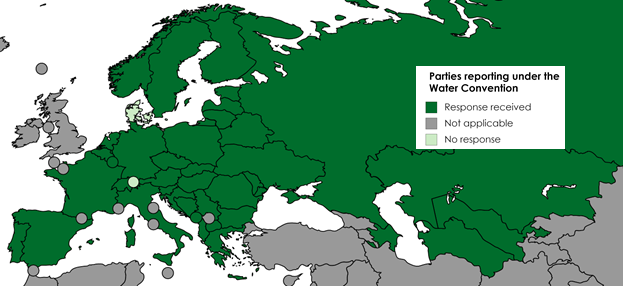 Parties reporting under the
Water Convention
Response received
Not applicable
No response